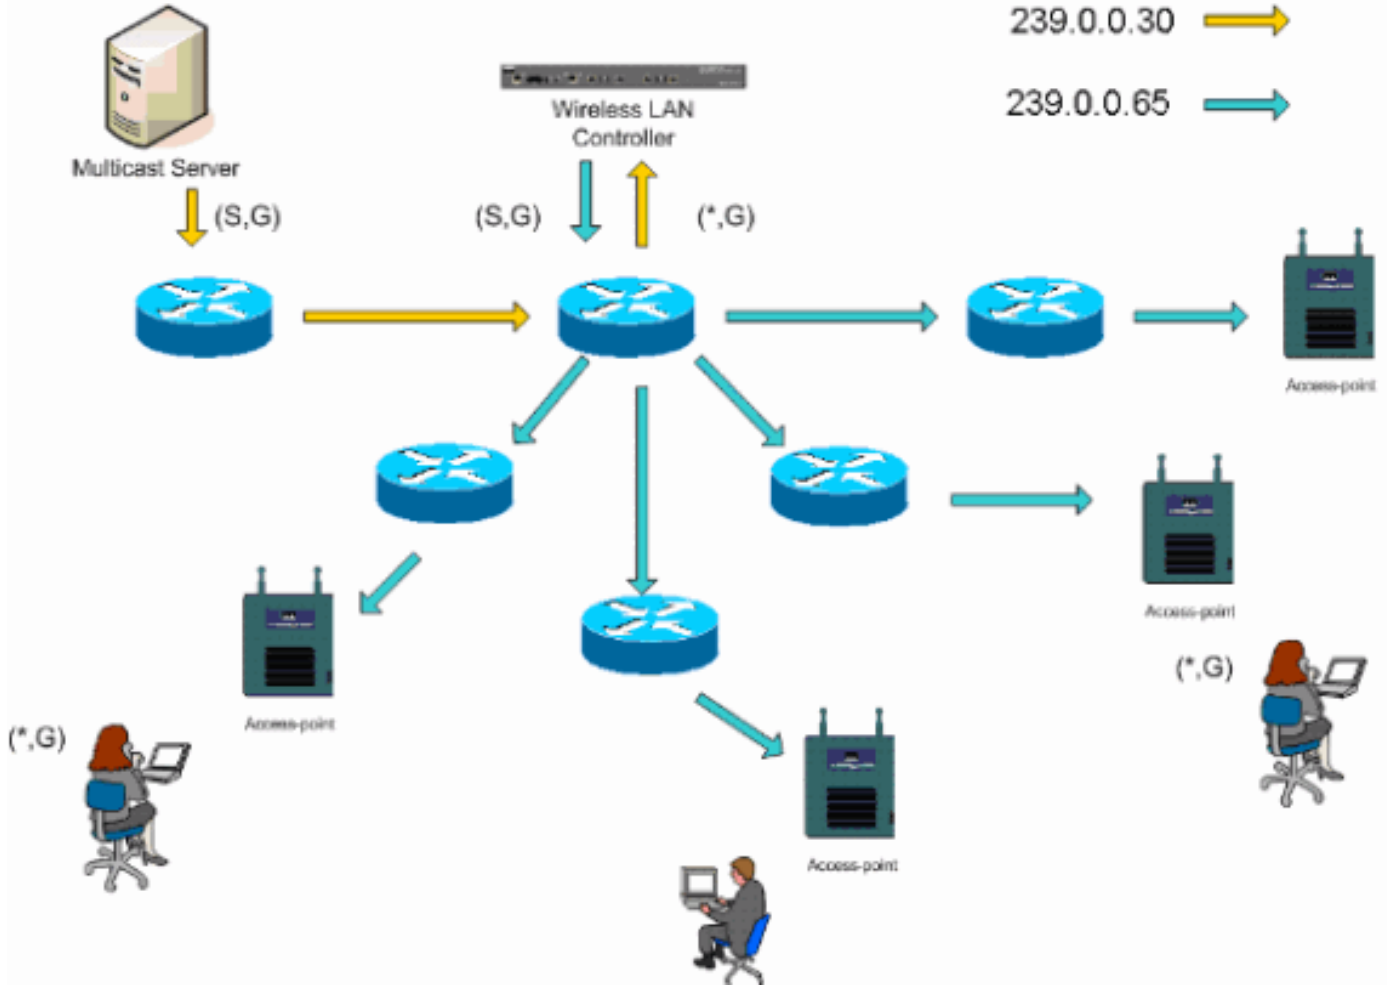 239.0.0.30
239.0.0.65
Wireless LAN
Controller
Multicast Server
(S,G)
(S,G)
(*,G)
Access-point
Access-point
(*,G)
Access-point
(*,G)
Access-point